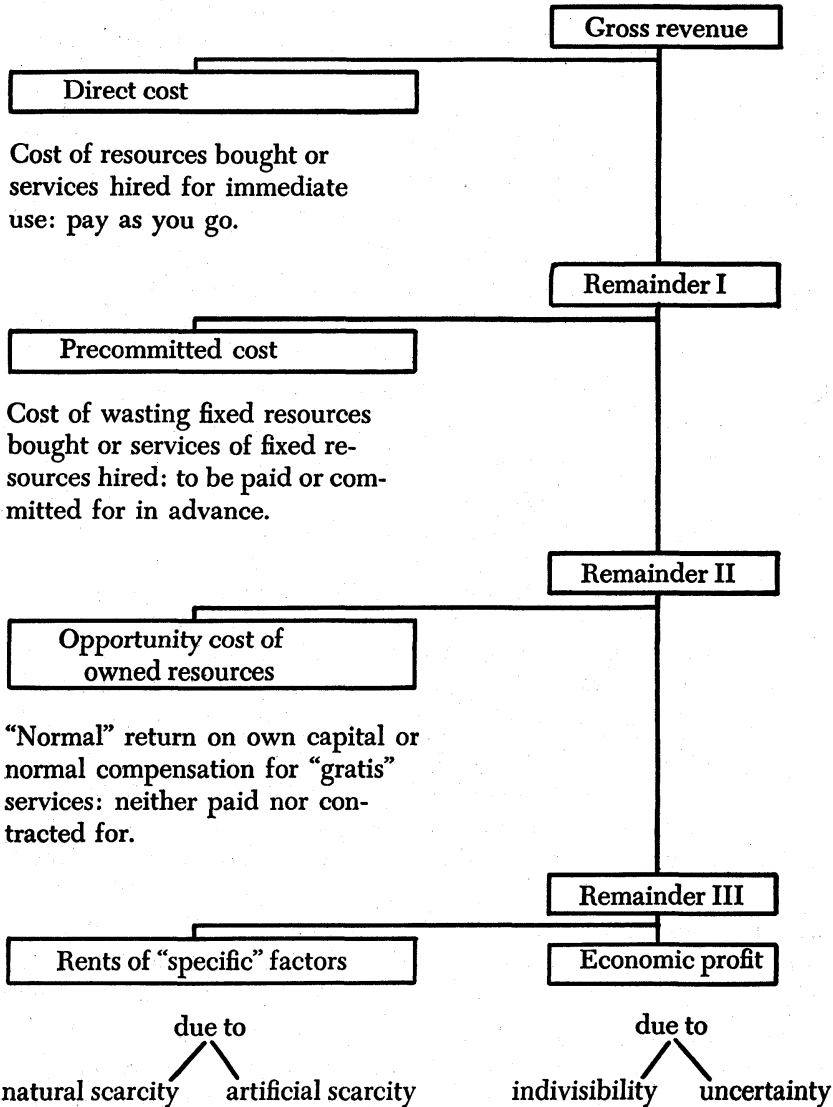 Gross revenue
Direct cost
Cost of resources bought or
services hired for immediate
use: pay as you go.
Remainder I
Precommitted cost
Cost of wasting fixed resources
bought or services of fixed re-
sources hired: to be paid or com-
mitted for in advance.
Remainder II
Opportunity cost of
owned resources
“Normal” return on own capital or
normal compensation for “gratis”
services: neither paid nor con-
tracted for.
Remainder III
Rents of “specific” factors
Economic profit
due to
due to
natural scarcity
artificial scarcity
indivisibility
uncertainty